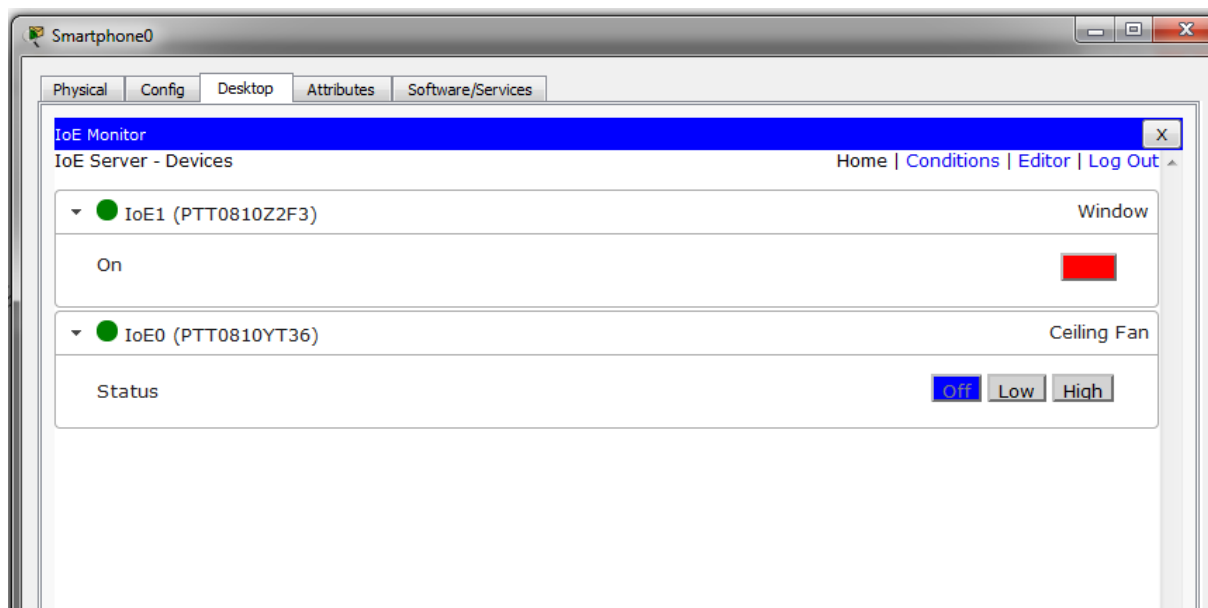 Smartphone0
Physical Config Desktop Attributes Software/Services
IoE Monitor X
IoE Server - Devices Home | Conditions | Editor | Log Out
IoE1 (PTT0810Z2F3) Window
On
IoE0 (PTT0810YT36) Ceiling Fan
Status Off Low High